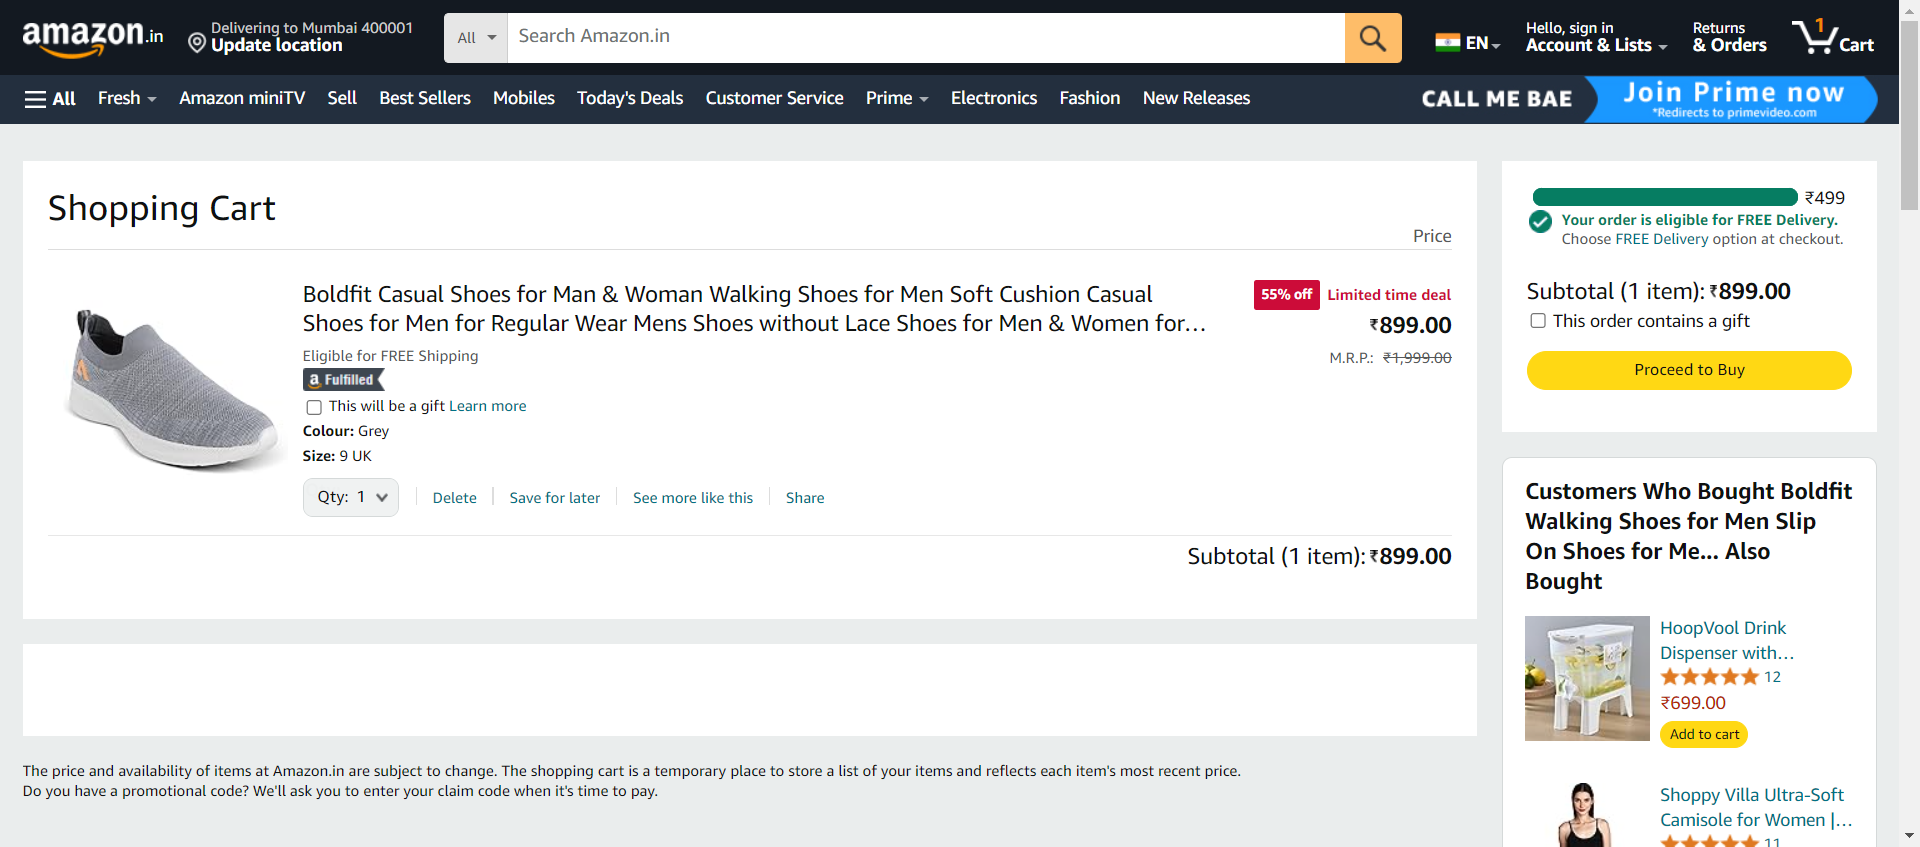 amazon.in
Delivering to Mumbai 400001
Update location
All
Search Amazon.in
EN
Hello, sign in
Account & Lists
Returns
& Orders
1
Cart
All
Fresh
Amazon miniTV
Sell
Best Sellers
Mobiles
Today's Deals
Customer Service
Prime
Electronics
Fashion
New Releases
CALL ME BAE
Join Prime now
*Redirects to primevideo.com
Shopping Cart
Price
Boldfit Casual Shoes for Man & Woman Walking Shoes for Men Soft Cushion Casual
Shoes for Men for Regular Wear Mens Shoes without Lace Shoes for Men & Women for...
55% off
Limited time deal
₹899.00
M.R.P.: ₹1,999.00
Eligible for FREE Shipping
a Fulfilled
This will be a gift Learn more
Colour: Grey
Size: 9 UK
Qty: 1
Delete
Save for later
See more like this
Share
Subtotal (1 item): ₹899.00
The price and availability of items at Amazon.in are subject to change. The shopping cart is a temporary place to store a list of your items and reflects each item's most recent price.
Do you have a promotional code? We'll ask you to enter your claim code when it's time to pay.
₹499
Your order is eligible for FREE Delivery.
Choose FREE Delivery option at checkout.
Subtotal (1 item): ₹899.00
This order contains a gift
Proceed to Buy
Customers Who Bought Boldfit
Walking Shoes for Men Slip
On Shoes for Me... Also
Bought
HoopVool Drink
Dispenser with...
12
₹699.00
Add to cart
Shoppy Villa Ultra-Soft
Camisole for Women |...
11